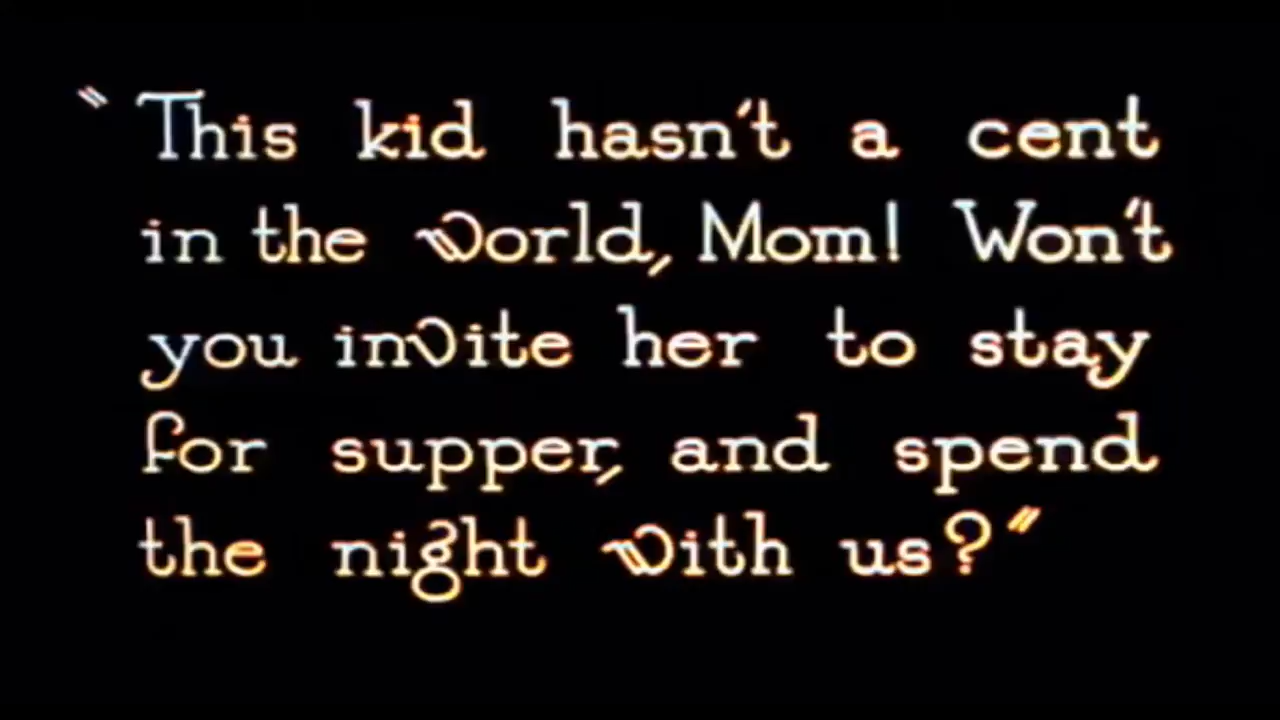 "This kid hasn't a cent
in the world, Mom! Won't
you invite her to stay
for supper, and spend
the night with us?"